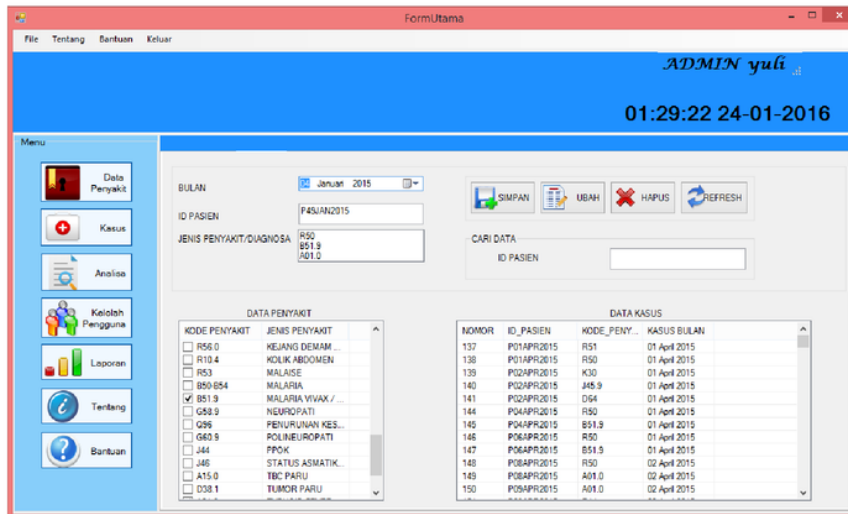 FormUtama
File Tentang Bantuan Keluar
ADMIN yuli
01:29:22 24-01-2016
Menu
Data Penyakit
Kasus
Analisa
Kelolah Pengguna
Laporan
Tentang
Bantuan
BULAN 04 Januari 2015
ID PASIEN P45JAN2015
JENIS PENYAKIT/DIAGNOSA R50
B51.9
A01.0
SIMPAN UBAH HAPUS REFRESH
CARI DATA
ID PASIEN
DATA PENYAKIT
KODE PENYAKIT JENIS PENYAKIT
R56.0 KEJANG DEMAM ...
R10.4 KOLIK ABDOMEN
R53 MALAISE
B50-B54 MALARIA
B51.9 MALARIA VIVAX / ...
G58.9 NEUROPATI
O96 PENURUNAN KES...
G60.9 POLINEUROPATI
J44 PPOK
J46 STATUS ASMATIK...
A15.0 TBC PARU
D38.1 TUMOR PARU
DATA KASUS
NOMOR ID_PASIEN KODE_PENY... KASUS BULAN
137 P01APR2015 R51 01 April 2015
138 P01APR2015 R50 01 April 2015
139 P02APR2015 K30 01 April 2015
140 P02APR2015 J45.9 01 April 2015
141 P02APR2015 D64 01 April 2015
144 P04APR2015 R50 01 April 2015
145 P04APR2015 B51.9 01 April 2015
146 P06APR2015 R50 01 April 2015
147 P06APR2015 B51.9 01 April 2015
148 P08APR2015 R50 02 April 2015
149 P08APR2015 A01.0 02 April 2015
150 P09APR2015 A01.0 02 April 2015